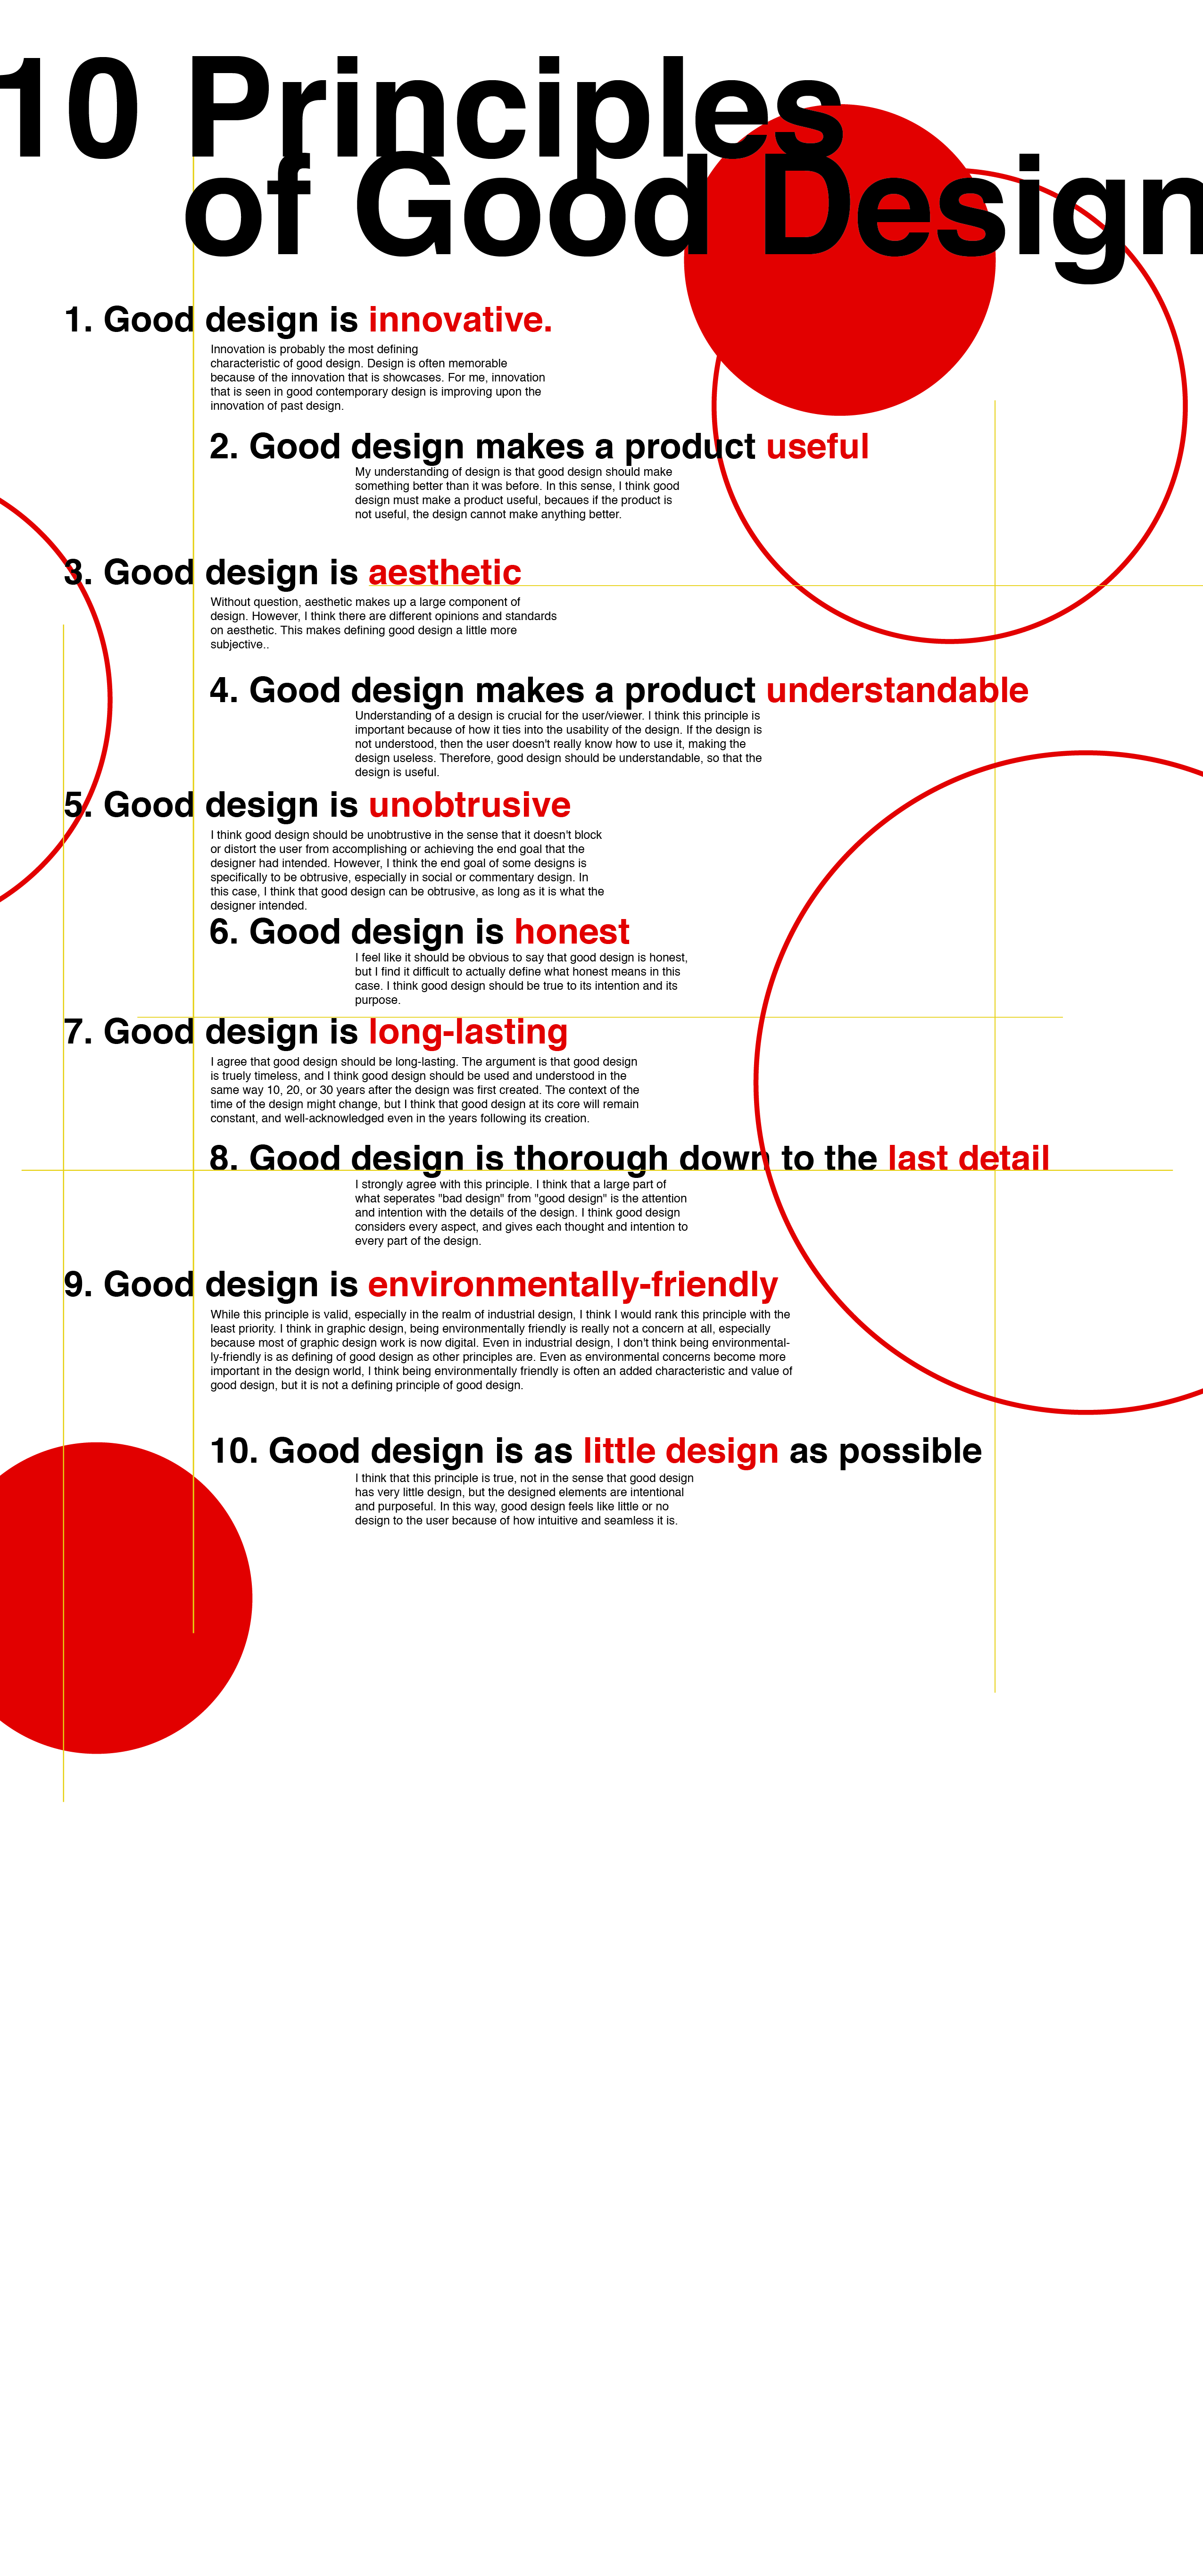 10 Principles
of Good Design
1. Good design is innovative.
Innovation is probably the most defining
characteristic of good design. Design is often memorable
because of the innovation that is showcases. For me, innovation
that is seen in good contemporary design is improving upon the
innovation of past design.
2. Good design makes a product useful
My understanding of design is that good design should make
something better than it was before. In this sense, I think good
design must make a product useful, becaues if the product is
not useful, the design cannot make anything better.
3. Good design is aesthetic
Without question, aesthetic makes up a large component of
design. However, I think there are different opinions and standards
on aesthetic. This makes defining good design a little more
subjective..
4. Good design makes a product understandable
Understanding of a design is crucial for the user/viewer. I think this principle is
important because of how it ties into the usability of the design. If the design is
not understood, then the user doesn't really know how to use it, making the
design useless. Therefore, good design should be understandable, so that the
design is useful.
5. Good design is unobtrusive
I think good design should be unobtrustive in the sense that it doesn't block
or distort the user from accomplishing or achieving the end goal that the
designer had intended. However, I think the end goal of some designs is
specifically to be obtrusive, especially in social or commentary design. In
this case, I think that good design can be obtrusive, as long as it is what the
designer intended.
6. Good design is honest
I feel like it should be obvious to say that good design is honest,
but I find it difficult to actually define what honest means in this
case. I think good design should be true to its intention and its
purpose.
7. Good design is long-lasting
I agree that good design should be long-lasting. The argument is that good design
is truely timeless, and I think good design should be used and understood in the
same way 10, 20, or 30 years after the design was first created. The context of the
time of the design might change, but I think that good design at its core will remain
constant, and well-acknowledged even in the years following its creation.
8. Good design is thorough down to the last detail
I strongly agree with this principle. I think that a large part of
what seperates "bad design" from "good design" is the attention
and intention with the details of the design. I think good design
considers every aspect, and gives each thought and intention to
every part of the design.
9. Good design is environmentally-friendly
While this principle is valid, especially in the realm of industrial design, I think I would rank this principle with the
least priority. I think in graphic design, being environmentally friendly is really not a concern at all, especially
because most of graphic design work is now digital. Even in industrial design, I don't think being environmental-
ly-friendly is as defining of good design as other principles are. Even as environmental concerns become more
important in the design world, I think being environmentally friendly is often an added characteristic and value of
good design, but it is not a defining principle of good design.
10. Good design is as little design as possible
I think that this principle is true, not in the sense that good design
has very little design, but the designed elements are intentional
and purposeful. In this way, good design feels like little or no
design to the user because of how intuitive and seamless it is.